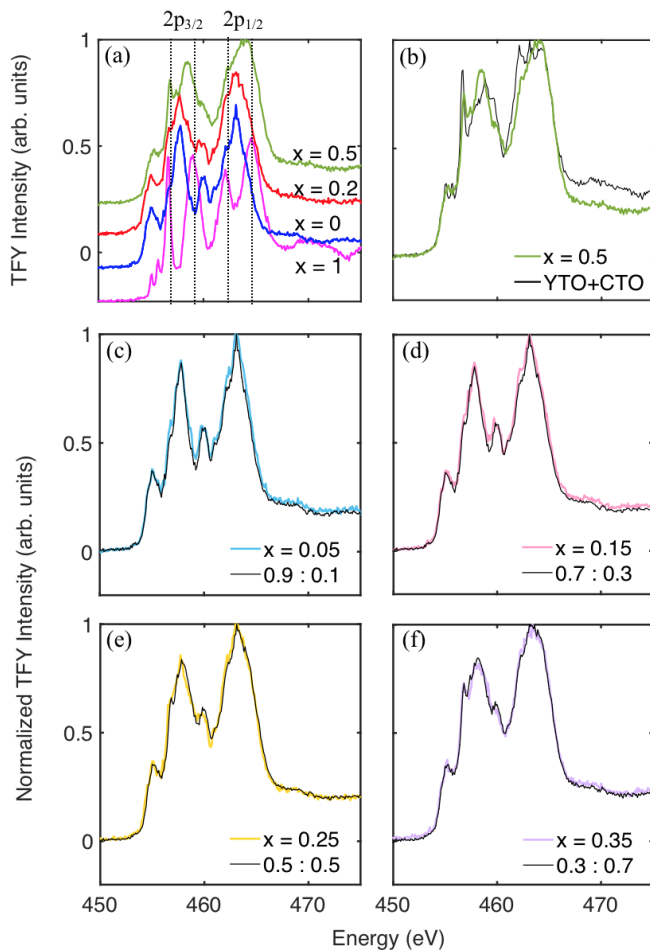 2p3/2 2p1/2
(a)
1
0.5
0
TFY Intensity (arb. units)
x = 0.5
x = 0.2
x = 0
x = 1
(b)
x = 0.5
YTO+CTO
(c)
1
0.5
0
x = 0.05
0.9 : 0.1
(d)
x = 0.15
0.7 : 0.3
Normalized TFY Intensity (arb. units)
(e)
1
0.5
0
x = 0.25
0.5 : 0.5
450 460 470
(f)
x = 0.35
0.3 : 0.7
450 460 470
Energy (eV)